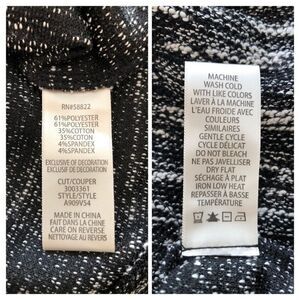 RN#58822
61%POLYESTER
61%POLYESTER
35%COTTON
35%COTON
4%SPANDEX
4%SPANDEX
EXCLUSIVE OF DECORATION
EXCLUSIF DE DECORATION
CUT/COUPER
3003361
STYLE/STYLE
A909V54
MADE IN CHINA
FAIT DANS LA CHINE
CARE ON REVERSE
NETTOYAGE AU REVERS
MACHINE
WASH COLD
WITH LIKE COLORS
LAVER À LA MACHINE
L'EAU FROIDE AVEC
COULEURS
SIMILAIRES
GENTLE CYCLE
CYCLE DÉLICAT
DO NOT BLEACH
NE PAS JAVELLISER
DRY FLAT
SÉCHAGE À PLAT
IRON LOW HEAT
REPASSER À BASSE
TEMPÉRATURE